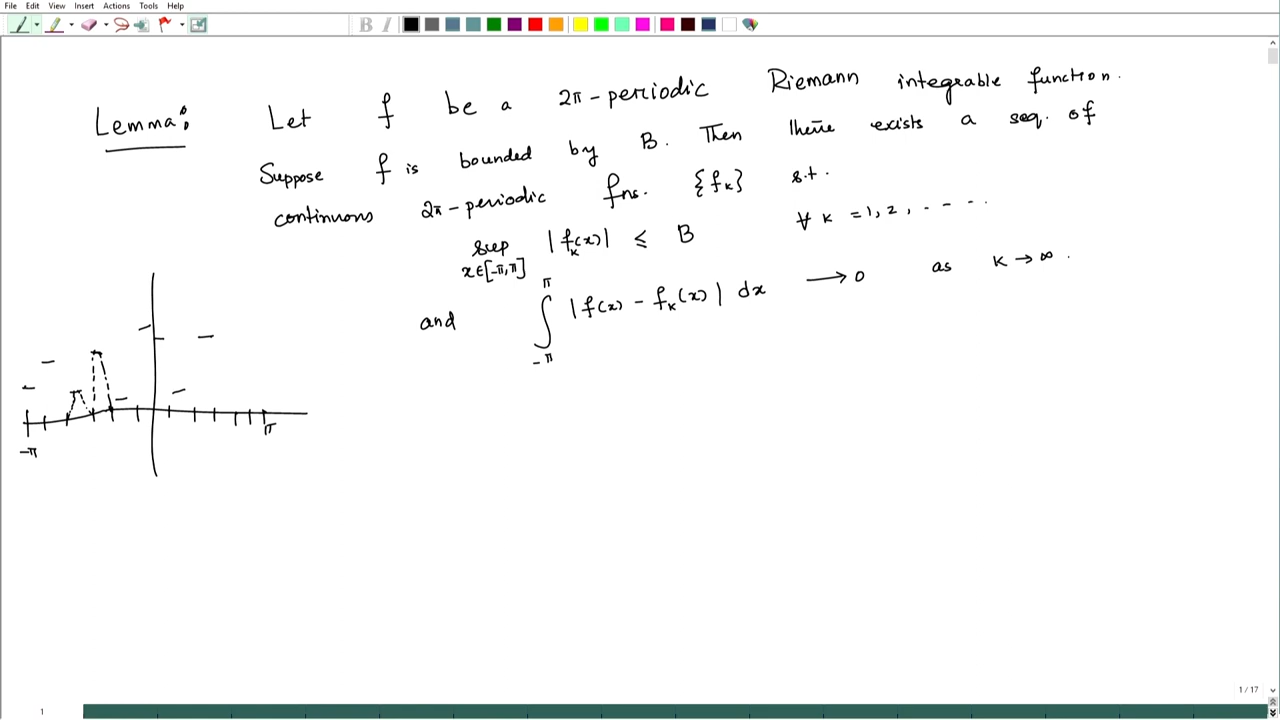 File Edit View Insert Actions Tools Help
B I
Lemma: Let f be a 2π-periodic Riemann integrable function.
Suppose f is bounded by B. Then there exists a seq. of
continuous 2π-periodic fns. {f_k} s.t.
sup_{x∈[-π,π]} |f_k(x)| ≤ B ∀ k = 1, 2, - - - .
and ∫_{-π}^{π} |f(x) - f_k(x)| dx → 0 as k → ∞.
-π π
1 / 17
1